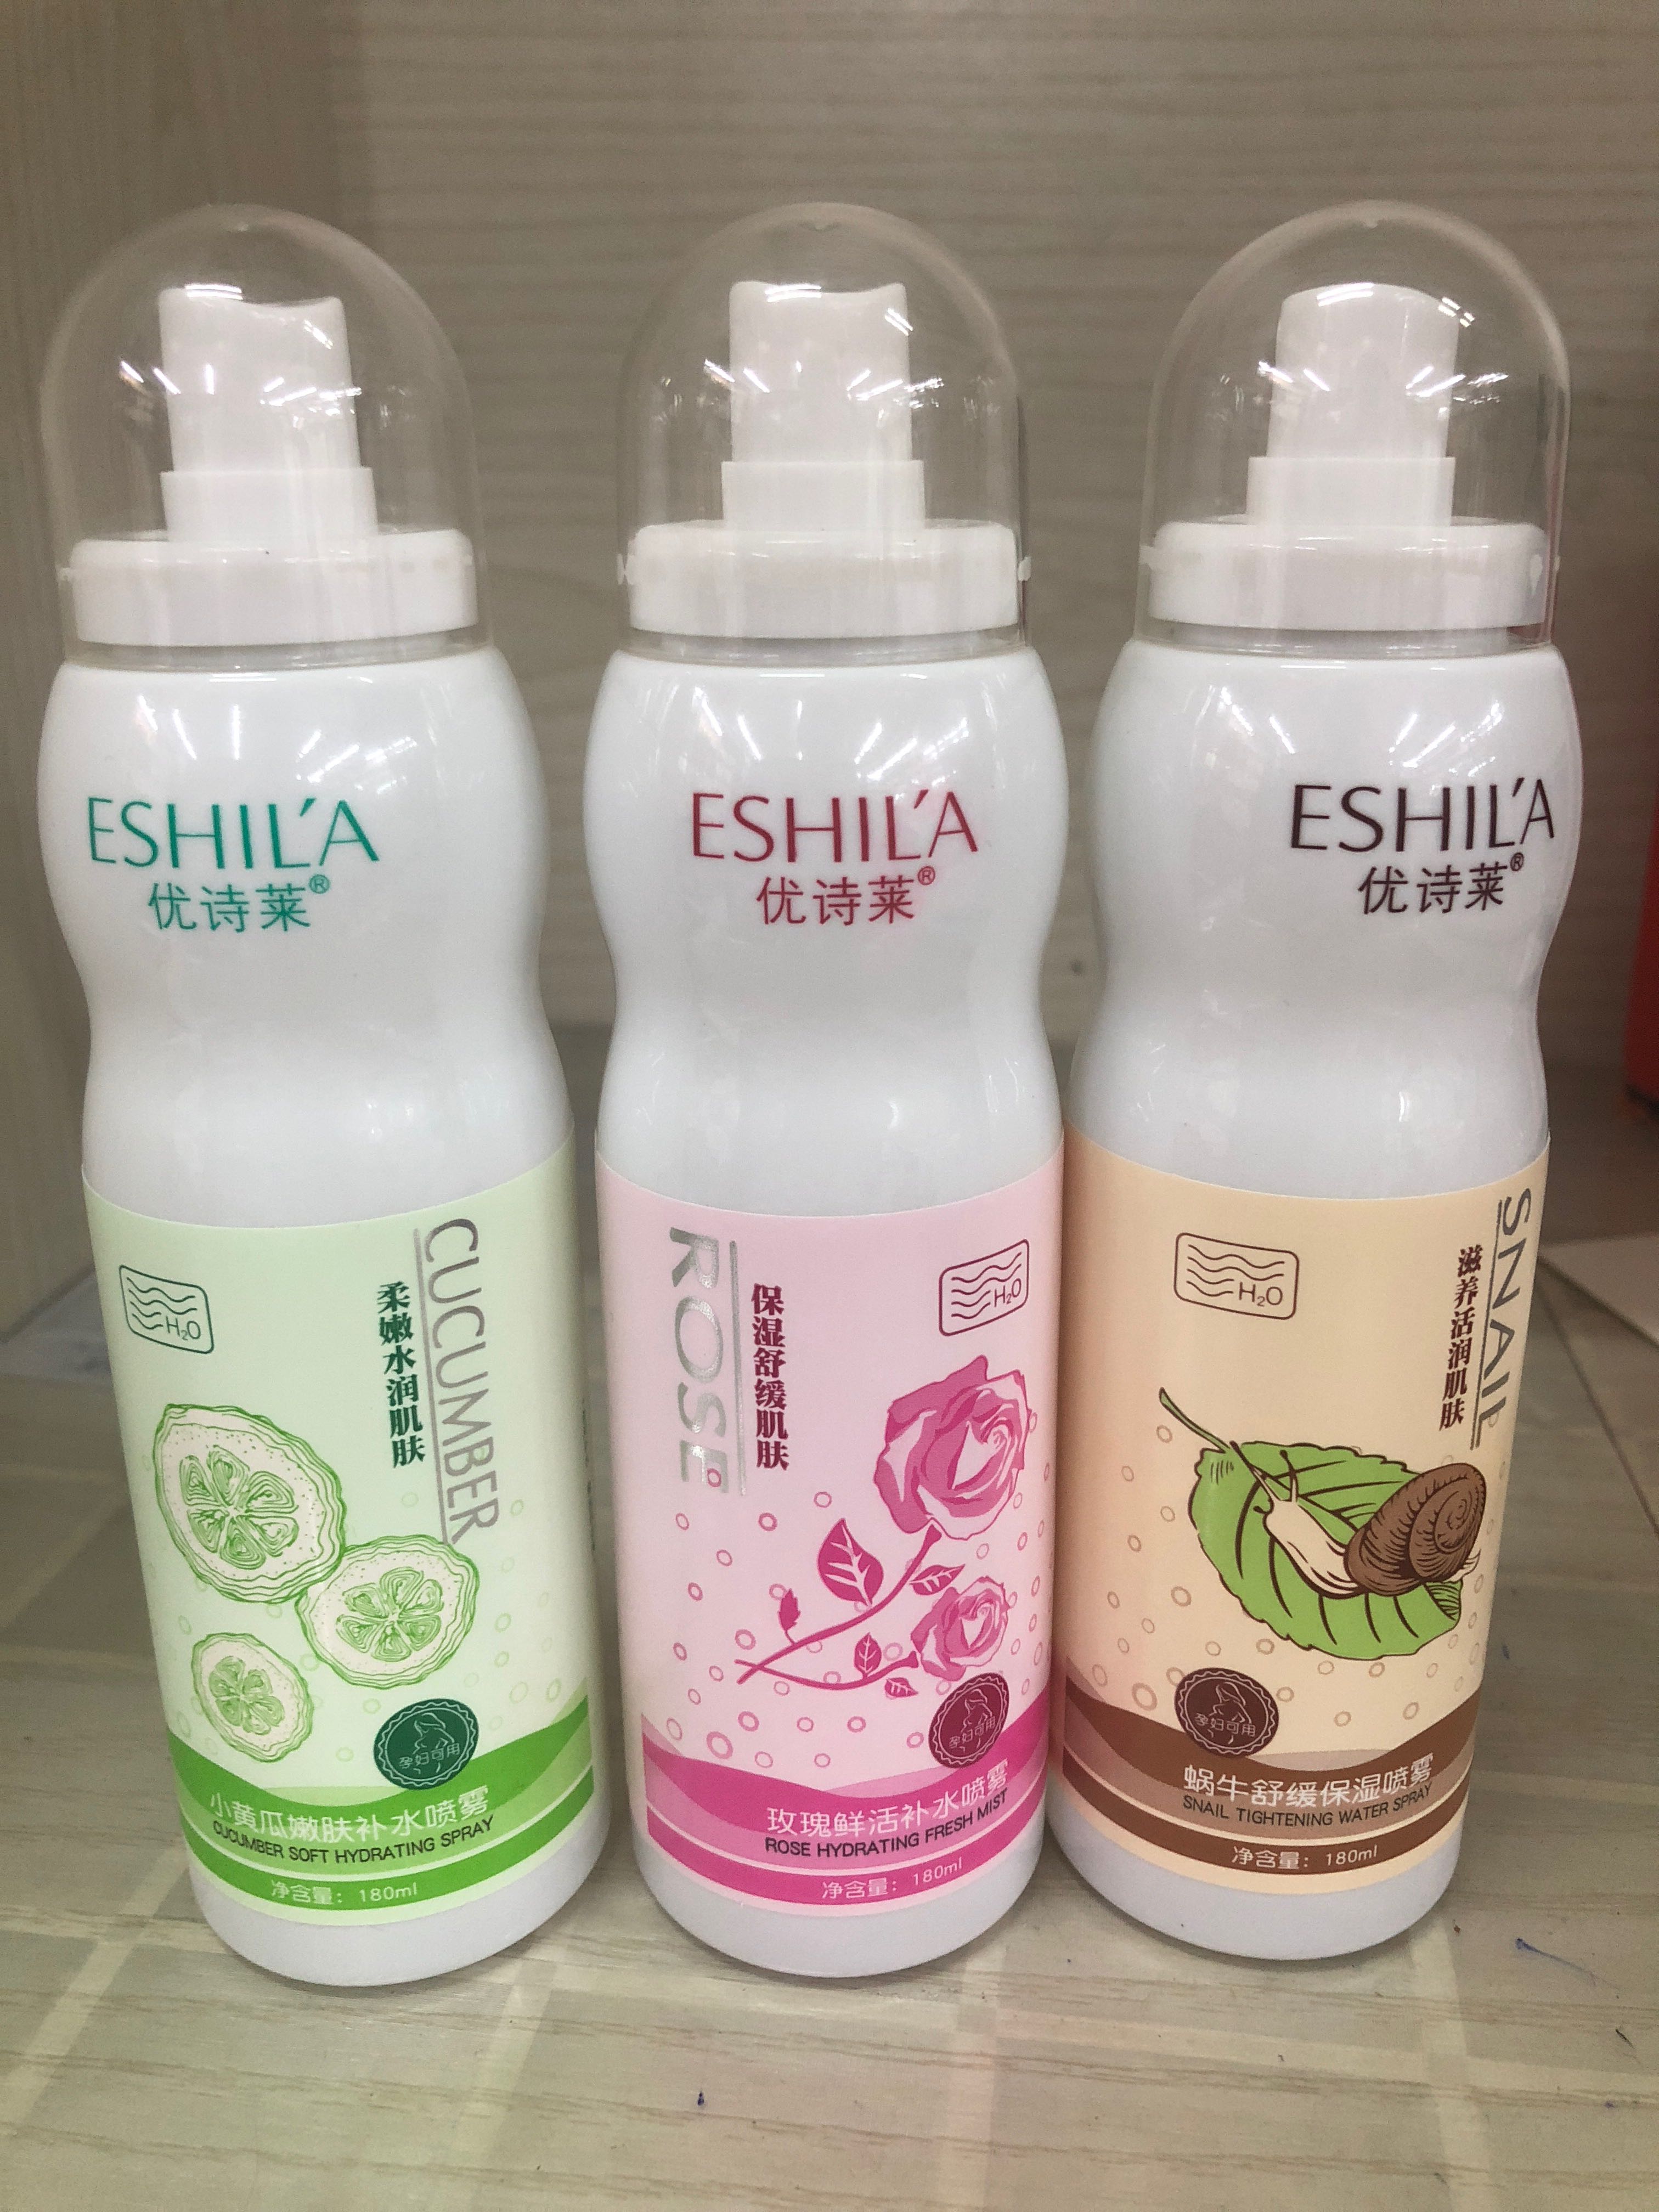 ESHIL'A
优诗莱®
CUCUMBER
柔嫩水润肌肤
H₂O
孕妇可用
小黄瓜嫩肤补水喷雾
CUCUMBER SOFT HYDRATING SPRAY
净含量：180ml
ESHIL'A
优诗莱®
ROSE
保湿舒缓肌肤
H₂O
孕妇可用
玫瑰鲜活补水喷雾
ROSE HYDRATING FRESH MIST
净含量：180ml
ESHIL'A
优诗莱®
SNAIL
滋养活润肌肤
H₂O
孕妇可用
蜗牛舒缓保湿喷雾
SNAIL TIGHTENING WATER SPRAY
净含量：180ml